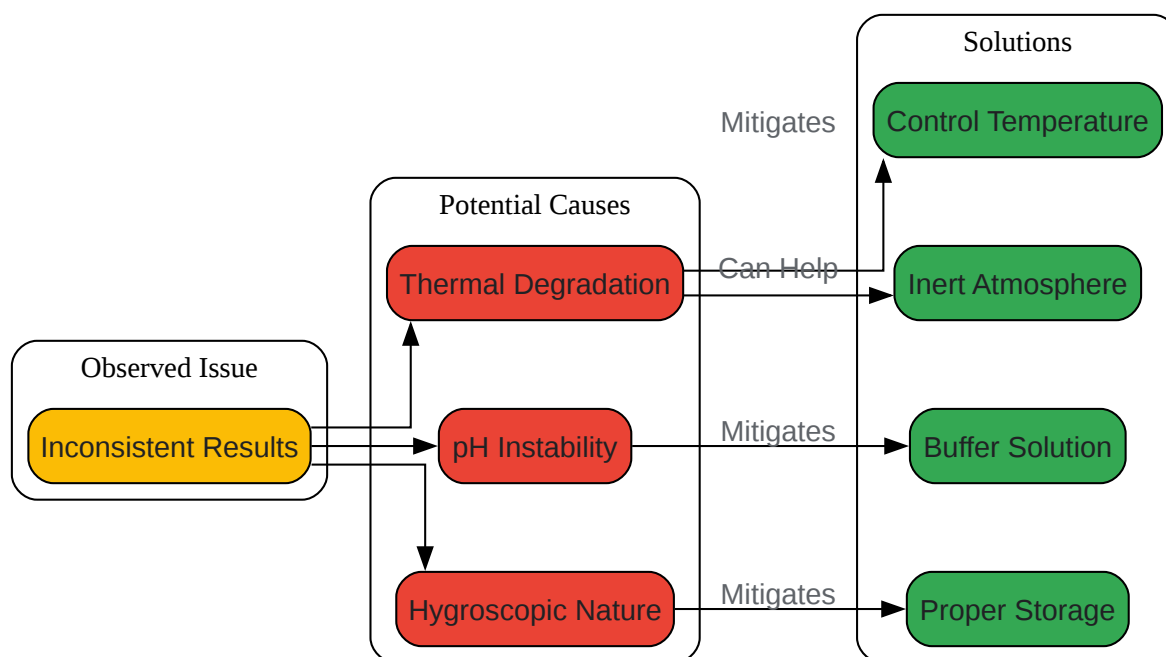 Solutions
Mitigates
Control Temperature
Potential Causes
Thermal Degradation
Can Help
Inert Atmosphere
Observed Issue
Inconsistent Results
pH Instability
Mitigates
Buffer Solution
Hygroscopic Nature
Mitigates
Proper Storage